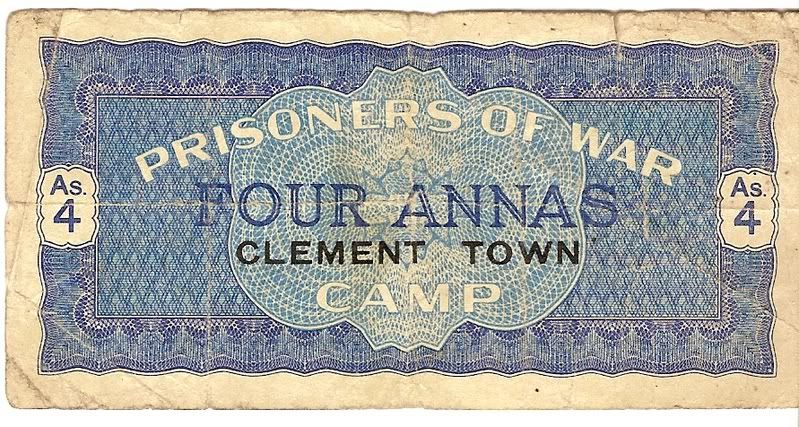 PRISONERS OF WAR
As. 4
FOUR ANNAS
As. 4
CLEMENT TOWN
CAMP